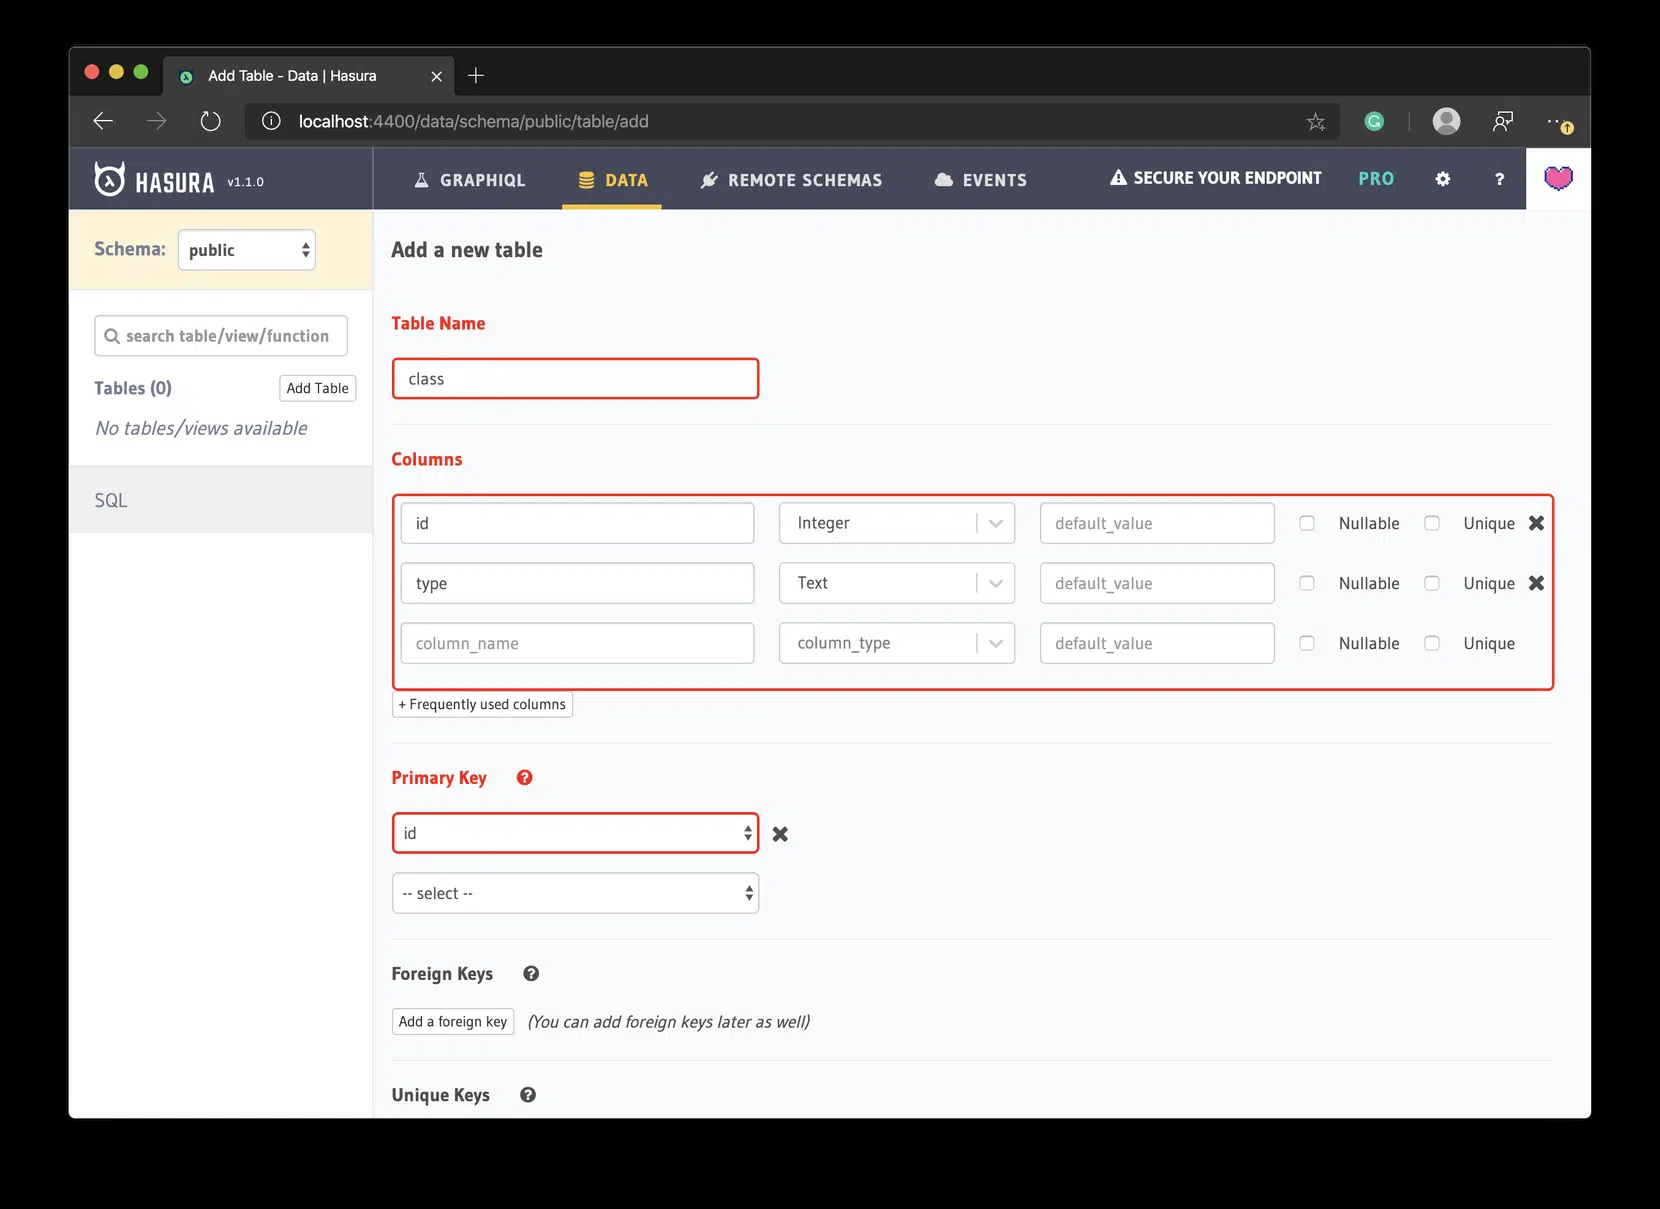 Add Table - Data | Hasura
localhost:4400/data/schema/public/table/add
HASURA v1.1.0
GRAPHIQL
DATA
REMOTE SCHEMAS
EVENTS
SECURE YOUR ENDPOINT
PRO
?
Schema: public
search table/view/function
Tables (0) Add Table
No tables/views available
SQL
Add a new table
Table Name
class
Columns
id Integer default_value Nullable Unique
type Text default_value Nullable Unique
column_name column_type default_value Nullable Unique
+ Frequently used columns
Primary Key ?
id
-- select --
Foreign Keys ?
Add a foreign key (You can add foreign keys later as well)
Unique Keys ?